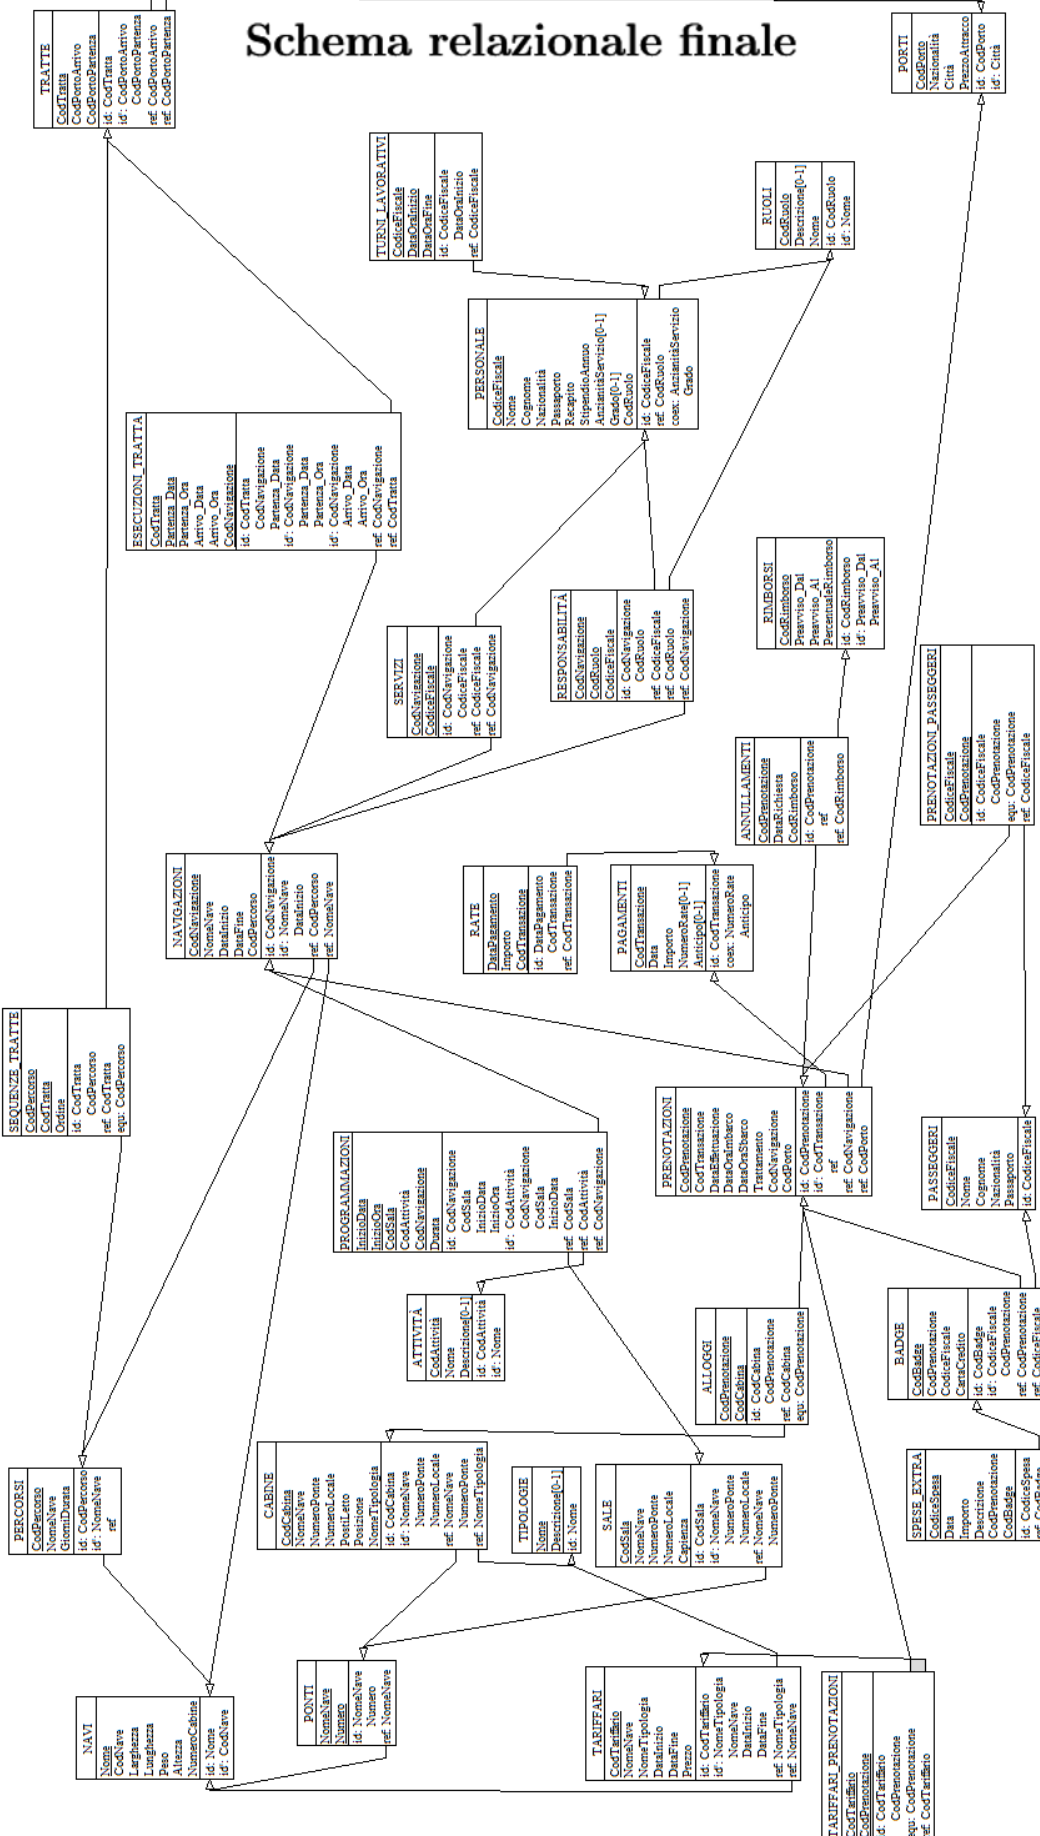 Schema relazionale finale
TRATTE
CodTratta
CodPortoArrivo
CodPortoPartenza
id: CodTratta
id': CodPortoArrivo
CodPortoPartenza
ref: CodPortoArrivo
ref: CodPortoPartenza
PORTI
CodPorto
Nazionalità
Città
PrezzoAttracco
id: CodPorto
id': Città
TURNI_LAVORATIVI
CodiceFiscale
DataOraInizio
DataOraFine
id: CodiceFiscale
DataOraInizio
ref: CodiceFiscale
RUOLI
CodRuolo
Descrizione[0-1]
Nome
id: CodRuolo
id': Nome
PERSONALE
CodiceFiscale
Nome
Cognome
Nazionalità
Passaporto
Recapito
StipendioAnnuo
AnzianitàServizio[0-1]
Grado[0-1]
CodRuolo
id: CodiceFiscale
ref: CodRuolo
coex: AnzianitàServizio
Grado
ESECUZIONI_TRATTA
CodTratta
Partenza_Data
Partenza_Ora
Arrivo_Data
Arrivo_Ora
CodNavigazione
id: CodTratta
CodNavigazione
Partenza_Data
id': CodNavigazione
Partenza_Data
Partenza_Ora
id': CodNavigazione
Arrivo_Data
Arrivo_Ora
ref: CodNavigazione
ref: CodTratta
SERVIZI
CodNavigazione
CodiceFiscale
id: CodNavigazione
CodiceFiscale
ref: CodiceFiscale
ref: CodNavigazione
RESPONSABILITÀ
CodNavigazione
CodRuolo
CodiceFiscale
id: CodNavigazione
CodRuolo
ref: CodiceFiscale
ref: CodRuolo
ref: CodNavigazione
RIMBORSI
CodRimborso
Preavviso_Dal
Preavviso_Al
PercentualeRimborso
id: CodRimborso
id': Preavviso_Dal
Preavviso_Al
ANNULLAMENTI
CodPrenotazione
DataRichiesta
CodRimborso
id: CodPrenotazione
ref
ref: CodRimborso
PRENOTAZIONI_PASSEGGERI
CodiceFiscale
CodPrenotazione
id: CodiceFiscale
CodPrenotazione
equ: CodPrenotazione
ref: CodiceFiscale
NAVIGAZIONI
CodNavigazione
NomeNave
DataInizio
DataFine
CodPercorso
id: CodNavigazione
id': NomeNave
DataInizio
ref: CodPercorso
ref: NomeNave
RATE
DataPagamento
Importo
CodTransazione
id: DataPagamento
CodTransazione
ref: CodTransazione
PAGAMENTI
CodTransazione
Data
Importo
NumeroRate[0-1]
Anticipo[0-1]
id: CodTransazione
coex: NumeroRate
Anticipo
SEQUENZE_TRATTE
CodPercorso
CodTratta
Ordine
id: CodTratta
CodPercorso
ref: CodTratta
equ: CodPercorso
PROGRAMMAZIONI
InizioData
InizioOra
CodSala
CodAttività
CodNavigazione
Durata
id: CodNavigazione
CodSala
InizioData
InizioOra
id': CodAttività
CodNavigazione
CodSala
InizioData
ref: CodSala
ref: CodAttività
ref: CodNavigazione
PRENOTAZIONI
CodPrenotazione
CodTransazione
DataEffettuazione
DataOraImbarco
DataOraSbarco
Trattamento
CodNavigazione
CodPorto
id: CodPrenotazione
id': CodTransazione
ref
ref: CodNavigazione
ref: CodPorto
PASSEGGERI
CodiceFiscale
Nome
Cognome
Nazionalità
Passaporto
id: CodiceFiscale
ATTIVITÀ
CodAttività
Nome
Descrizione[0-1]
id: CodAttività
id': Nome
ALLOGGI
CodPrenotazione
CodCabina
id: CodCabina
CodPrenotazione
ref: CodCabina
equ: CodPrenotazione
BADGE
CodBadge
CodPrenotazione
CodiceFiscale
CartaCredito
id: CodBadge
id': CodiceFiscale
CodPrenotazione
ref: CodPrenotazione
ref: CodiceFiscale
PERCORSI
CodPercorso
NomeNave
GiorniDurata
id: CodPercorso
id': NomeNave
ref
CABINE
CodCabina
NomeNave
NumeroPonte
NumeroLocale
PostiLetto
Posizione
NomeTipologia
id: CodCabina
id': NomeNave
NumeroPonte
NumeroLocale
ref: NomeNave
NumeroPonte
ref: NomeTipologia
TIPOLOGIE
Nome
Descrizione[0-1]
id: Nome
SALE
CodSala
NomeNave
NumeroPonte
NumeroLocale
Capienza
id: CodSala
id': NomeNave
NumeroPonte
NumeroLocale
ref: NomeNave
NumeroPonte
SPESE_EXTRA
CodiceSpesa
Data
Importo
Descrizione
CodPrenotazione
CodBadge
id: CodiceSpesa
ref: CodBadge
NAVI
Nome
CodNave
Larghezza
Lunghezza
Peso
Altezza
NumeroCabine
id: Nome
id': CodNave
PONTI
NomeNave
Numero
id: NomeNave
Numero
ref: NomeNave
TARIFFARI
CodTariffario
NomeNave
NomeTipologia
DataInizio
DataFine
Prezzo
id: CodTariffario
id': NomeTipologia
NomeNave
DataInizio
DataFine
ref: NomeTipologia
ref: NomeNave
TARIFFARI_PRENOTAZIONI
CodTariffario
CodPrenotazione
id: CodTariffario
CodPrenotazione
equ: CodPrenotazione
ref: CodTariffario